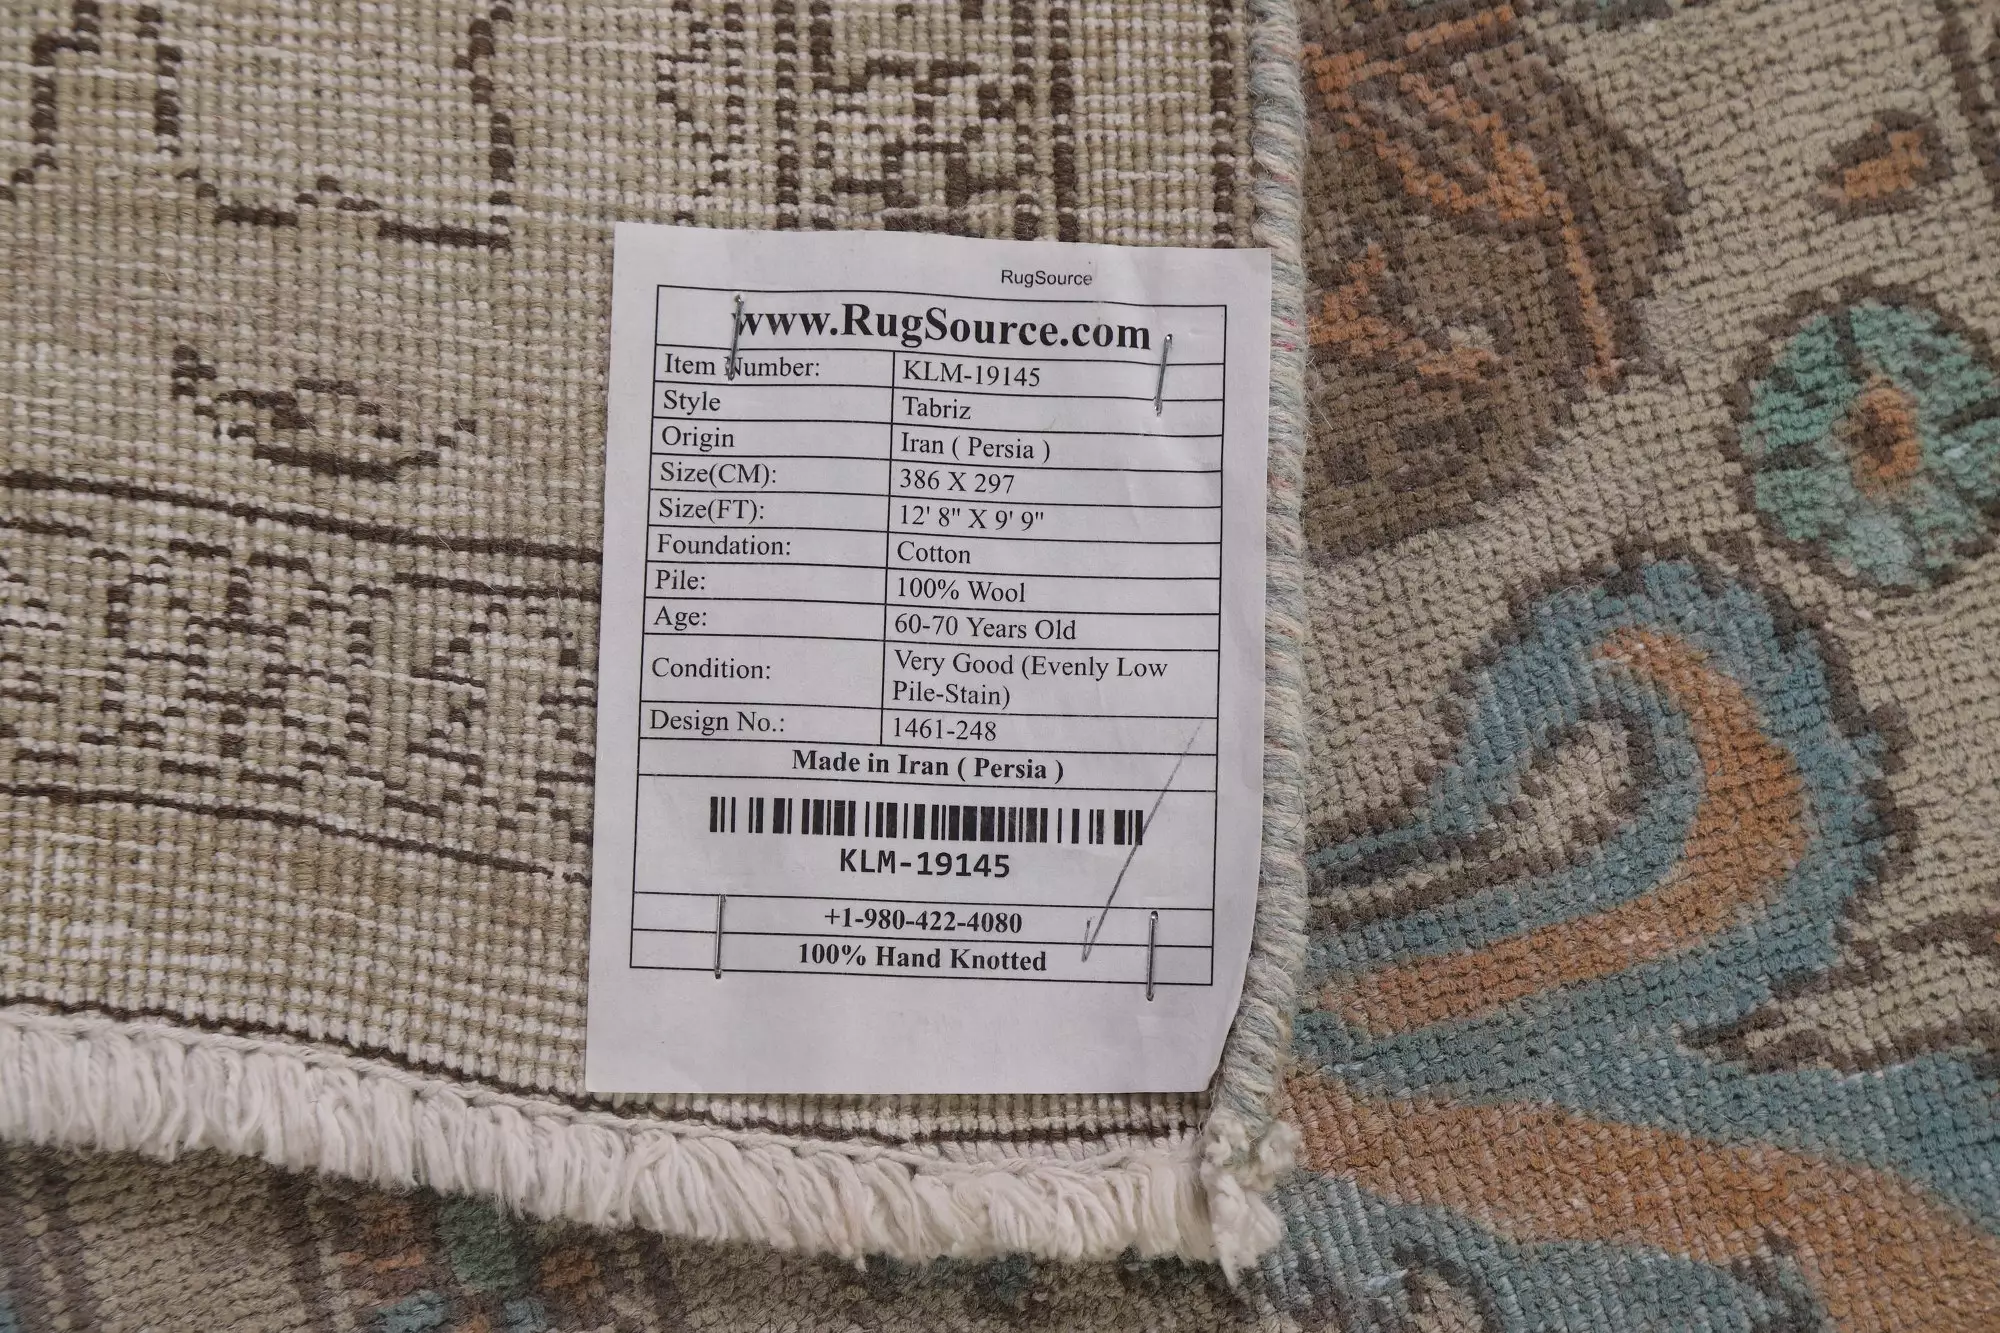 RugSource
www.RugSource.com
Item Number: KLM-19145
Style Tabriz
Origin Iran ( Persia )
Size(CM): 386 X 297
Size(FT): 12' 8" X 9' 9"
Foundation: Cotton
Pile: 100% Wool
Age: 60-70 Years Old
Condition: Very Good (Evenly Low
Pile-Stain)
Design No.: 1461-248
Made in Iran ( Persia )
KLM-19145
+1-980-422-4080
100% Hand Knotted